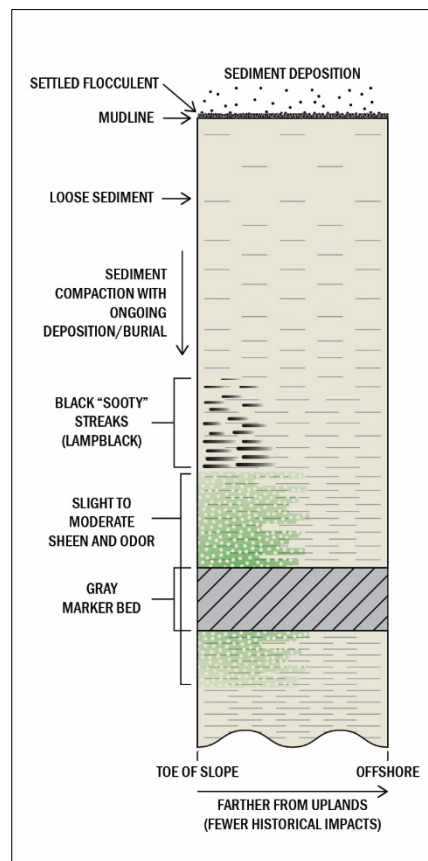 SEDIMENT DEPOSITION
SETTLED FLOCCULENT
MUDLINE
LOOSE SEDIMENT
SEDIMENT
COMPACTION WITH
ONGOING
DEPOSITION/BURIAL
BLACK “SOOTY”
STREAKS
(LAMPBLACK)
SLIGHT TO
MODERATE
SHEEN AND ODOR
GRAY
MARKER BED
TOE OF SLOPE
OFFSHORE
FARTHER FROM UPLANDS
(FEWER HISTORICAL IMPACTS)